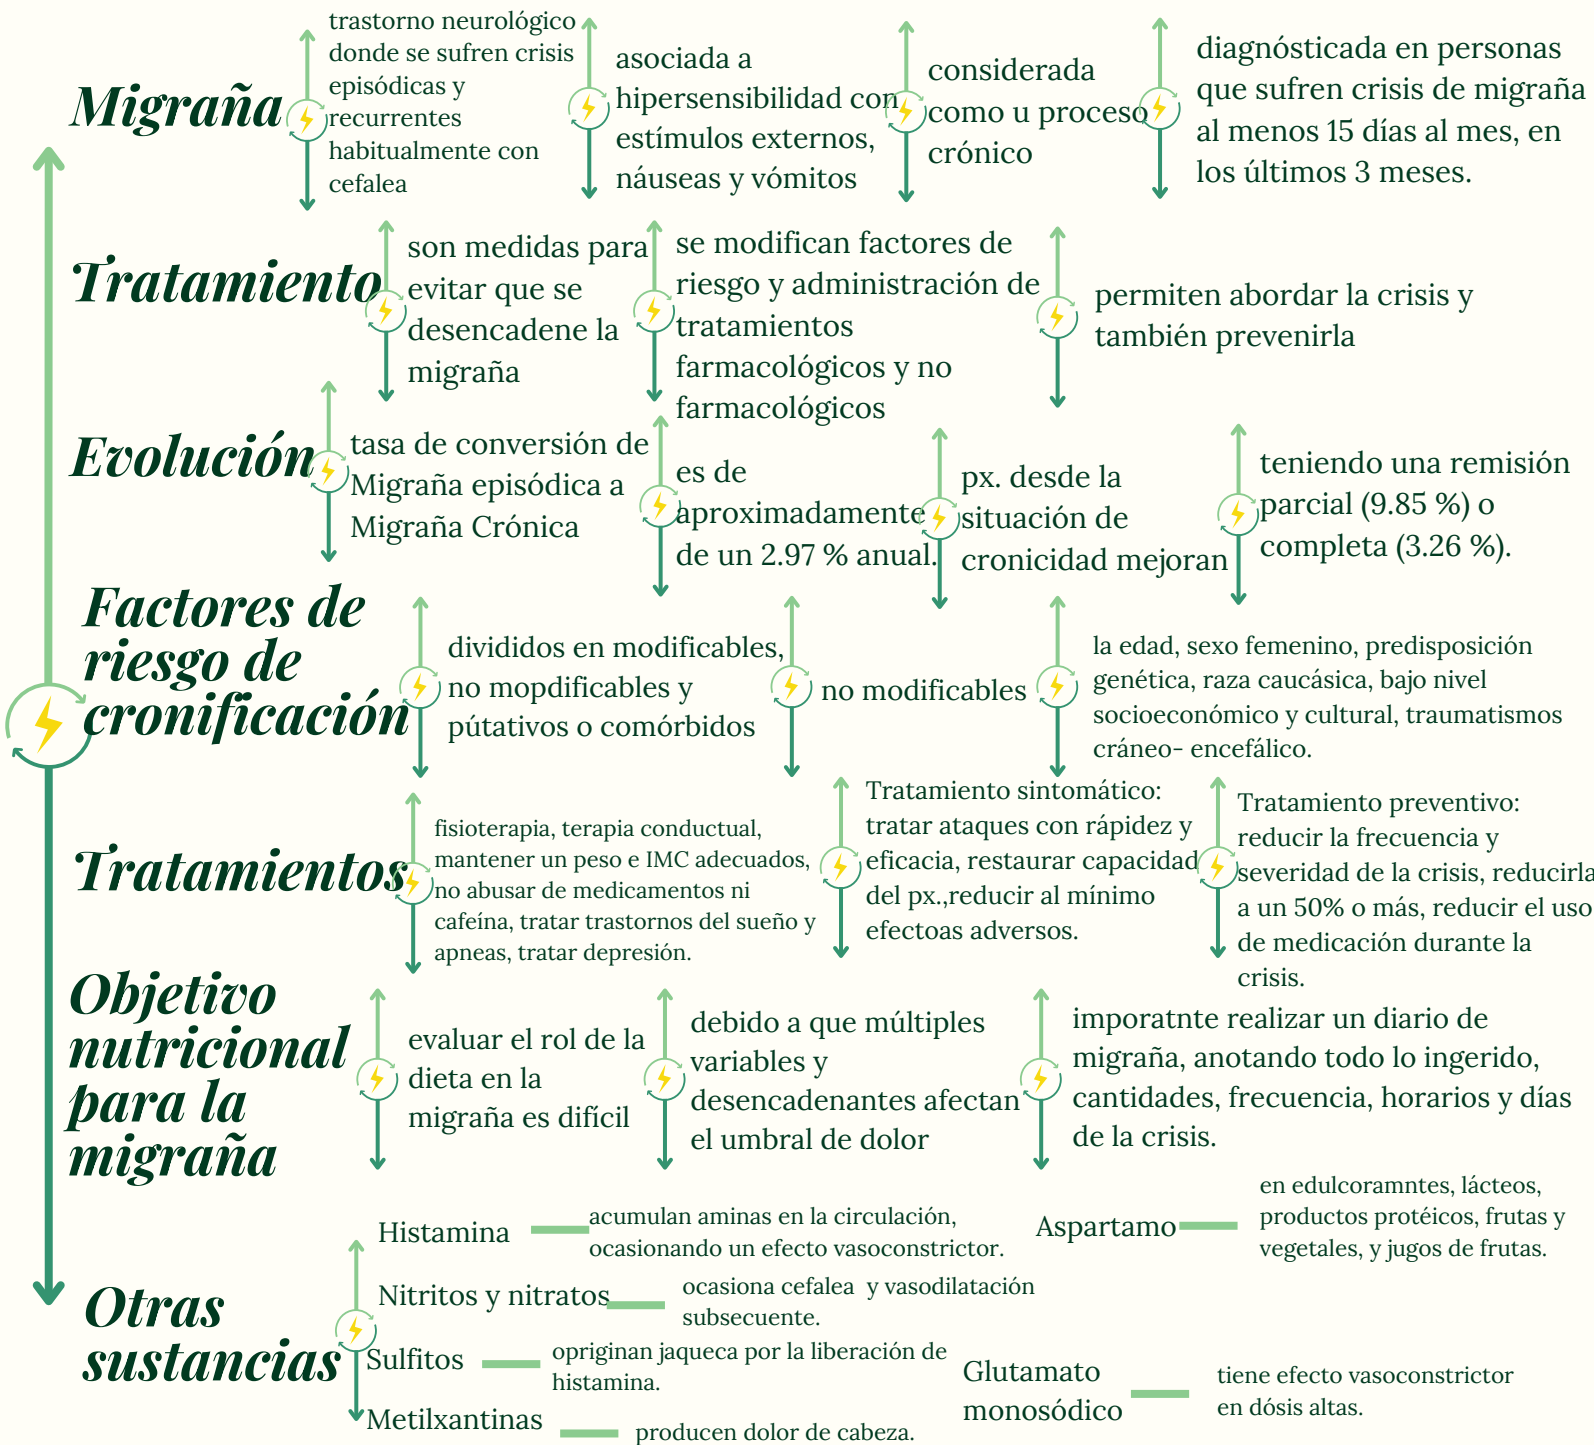 Migraña
trastorno neurológico
donde se sufren crisis
episódicas y
recurrentes
habitualmente con
cefalea
asociada a
hipersensibilidad con
estímulos externos,
náuseas y vómitos
considerada
como u proceso
crónico
diagnósticada en personas
que sufren crisis de migraña
al menos 15 días al mes, en
los últimos 3 meses.
Tratamiento
son medidas para
evitar que se
desencadene la
migraña
se modifican factores de
riesgo y administración de
tratamientos
farmacológicos y no
farmacológicos
permiten abordar la crisis y
también prevenirla
Evolución
tasa de conversión de
Migraña episódica a
Migraña Crónica
es de
aproximadamente
de un 2.97 % anual.
px. desde la
situación de
cronicidad mejoran
teniendo una remisión
parcial (9.85 %) o
completa (3.26 %).
Factores de
riesgo de
cronificación
divididos en modificables,
no mopdificables y
pútativos o comórbidos
no modificables
la edad, sexo femenino, predisposición
genética, raza caucásica, bajo nivel
socioeconómico y cultural, traumatismos
cráneo- encefálico.
Tratamientos
fisioterapia, terapia conductual,
mantener un peso e IMC adecuados,
no abusar de medicamentos ni
cafeína, tratar trastornos del sueño y
apneas, tratar depresión.
Tratamiento sintomático:
tratar ataques con rápidez y
eficacia, restaurar capacidad
del px.,reducir al mínimo
efectoas adversos.
Tratamiento preventivo:
reducir la frecuencia y
severidad de la crisis, reducirla
a un 50% o más, reducir el uso
de medicación durante la
crisis.
Objetivo
nutricional
para la
migraña
evaluar el rol de la
dieta en la
migraña es difícil
debido a que múltiples
variables y
desencadenantes afectan
el umbral de dolor
imporatnte realizar un diario de
migraña, anotando todo lo ingerido,
cantidades, frecuencia, horarios y días
de la crisis.
Otras
sustancias
Histamina
acumulan aminas en la circulación,
ocasionando un efecto vasoconstrictor.
Nitritos y nitratos
ocasiona cefalea y vasodilatación
subsecuente.
Sulfitos
opriginan jaqueca por la liberación de
histamina.
Metilxantinas
producen dolor de cabeza.
Aspartamo
en edulcoramntes, lácteos,
productos protéicos, frutas y
vegetales, y jugos de frutas.
Glutamato
monosódico
tiene efecto vasoconstrictor
en dósis altas.